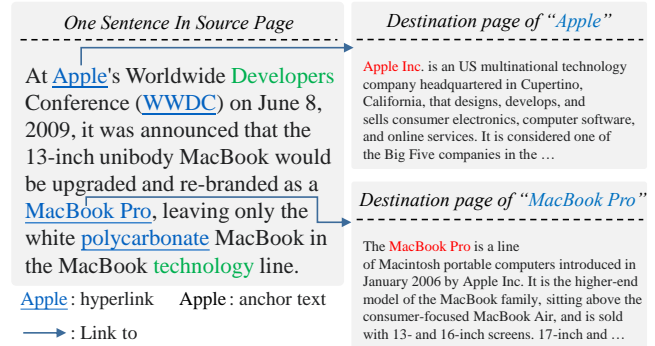 One Sentence In Source Page
At Apple's Worldwide Developers
Conference (WWDC) on June 8,
2009, it was announced that the
13-inch unibody MacBook would
be upgraded and re-branded as a
MacBook Pro, leaving only the
white polycarbonate MacBook in
the MacBook technology line.
Apple : hyperlink Apple : anchor text
: Link to
Destination page of “Apple”
Apple Inc. is an US multinational technology
company headquartered in Cupertino,
California, that designs, develops, and
sells consumer electronics, computer software,
and online services. It is considered one of
the Big Five companies in the …
Destination page of “MacBook Pro”
The MacBook Pro is a line
of Macintosh portable computers introduced in
January 2006 by Apple Inc. It is the higher-end
model of the MacBook family, sitting above the
consumer-focused MacBook Air, and is sold
with 13- and 16-inch screens. 17-inch and …